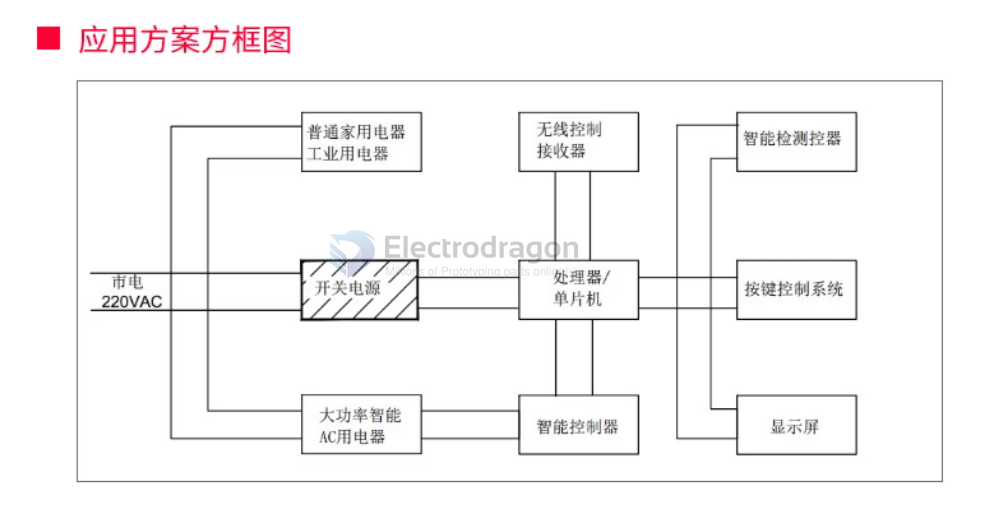 应用方案方框图
普通家用电器
工业用电器
无线控制
接收器
智能检测控器
Electrodragon
Millions of Prototyping parts online
市电
220VAC
开关电源
处理器/
单片机
按键控制系统
大功率智能
AC用电器
智能控制器
显示屏